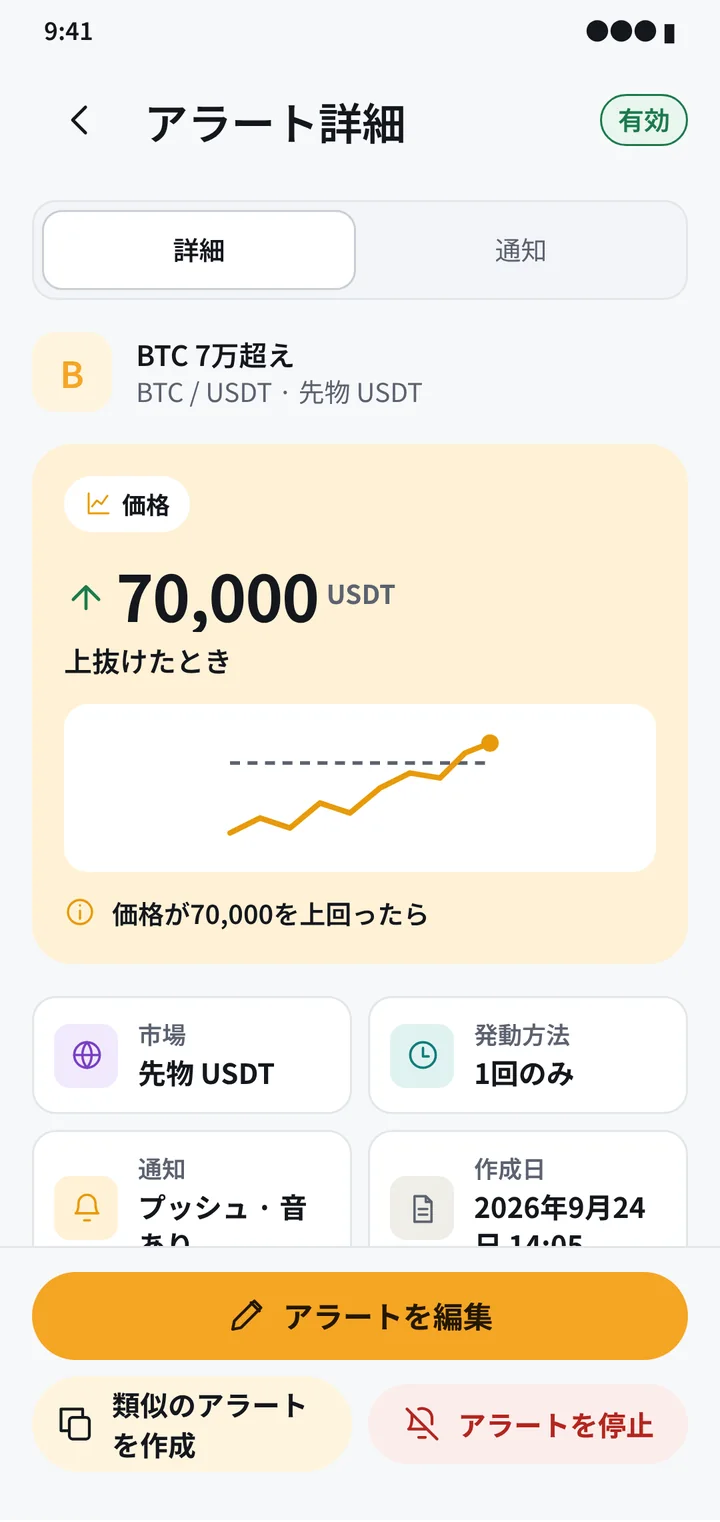 9:41
アラート詳細
有効
詳細
通知
B
BTC 7万超え
BTC / USDT · 先物 USDT
価格
70,000 USDT
上抜けたとき
価格が70,000を上回ったら
市場
先物 USDT
発動方法
1回のみ
通知
プッシュ · 音
あり
作成日
2026年9月24
日 14:05
アラートを編集
類似のアラート
を作成
アラートを停止